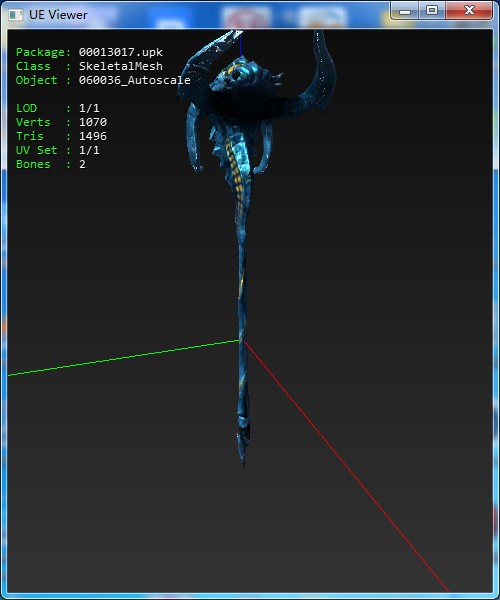 UE Viewer
Package: 00013017.upk
Class : SkeletalMesh
Object : 060036_Autoscale
LOD : 1/1
Verts : 1070
Tris : 1496
UV Set : 1/1
Bones : 2